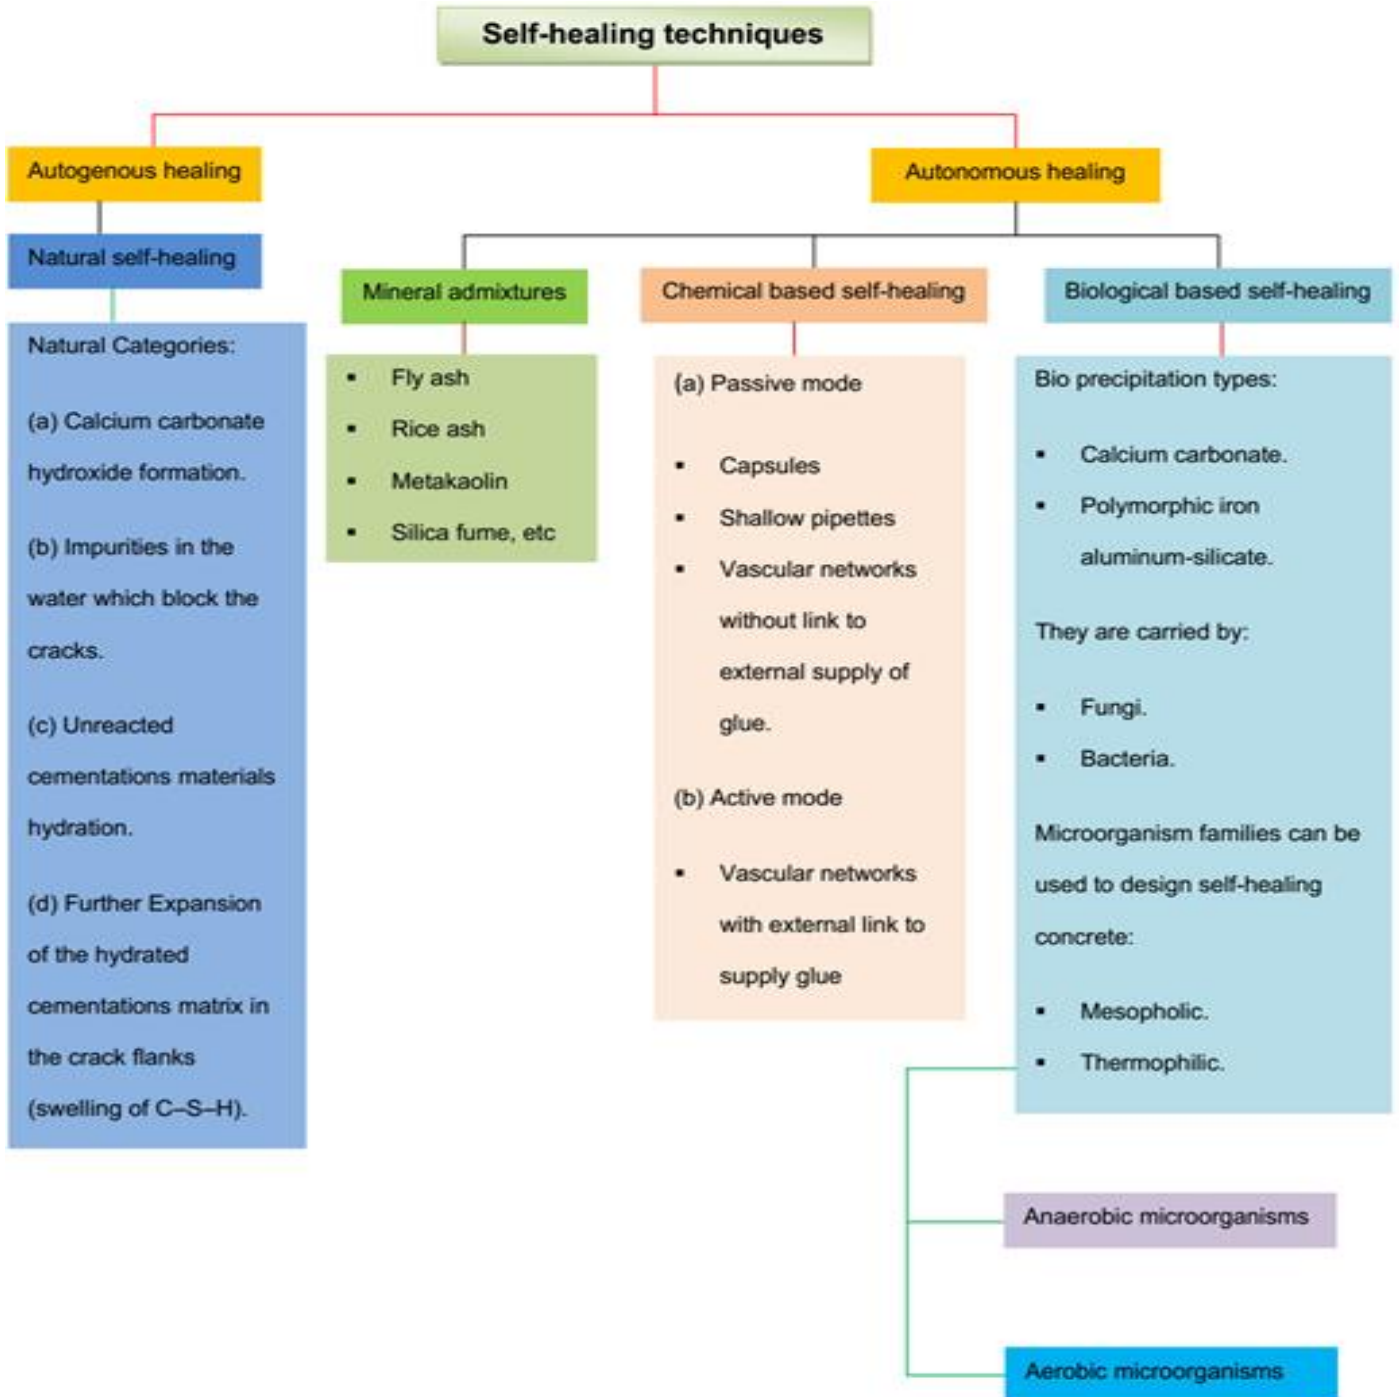 Self-healing techniques
Autogenous healing
Autonomous healing
Natural self-healing
Mineral admixtures
Chemical based self-healing
Biological based self-healing
Natural Categories:
(a) Calcium carbonate
hydroxide formation.
(b) Impurities in the
water which block the
cracks.
(c) Unreacted
cementations materials
hydration.
(d) Further Expansion
of the hydrated
cementations matrix in
the crack flanks
(swelling of C–S–H).
▪ Fly ash
▪ Rice ash
▪ Metakaolin
▪ Silica fume, etc
(a) Passive mode
▪ Capsules
▪ Shallow pipettes
▪ Vascular networks
without link to
external supply of
glue.
(b) Active mode
▪ Vascular networks
with external link to
supply glue
Bio precipitation types:
▪ Calcium carbonate.
▪ Polymorphic iron
aluminum-silicate.
They are carried by:
▪ Fungi.
▪ Bacteria.
Microorganism families can be
used to design self-healing
concrete:
▪ Mesopholic.
▪ Thermophilic.
Anaerobic microorganisms
Aerobic microorganisms